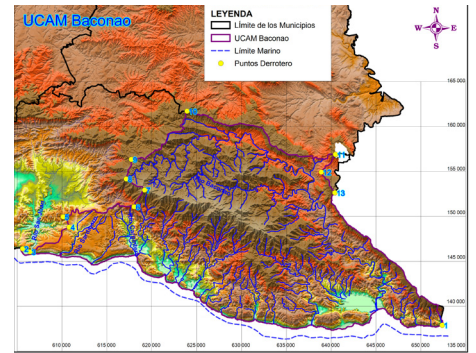 UCAM Baconao
LEYENDA
Límite de los Municipios
UCAM Baconao
Límite Marino
Puntos Derrotero
N
W E
S
165 000
160 000
155 000
150 000
145 000
140 000
135 000
11
12
13
1
610 000 615 000 620 000 625 000 630 000 635 000 640 000 645 000 650 000